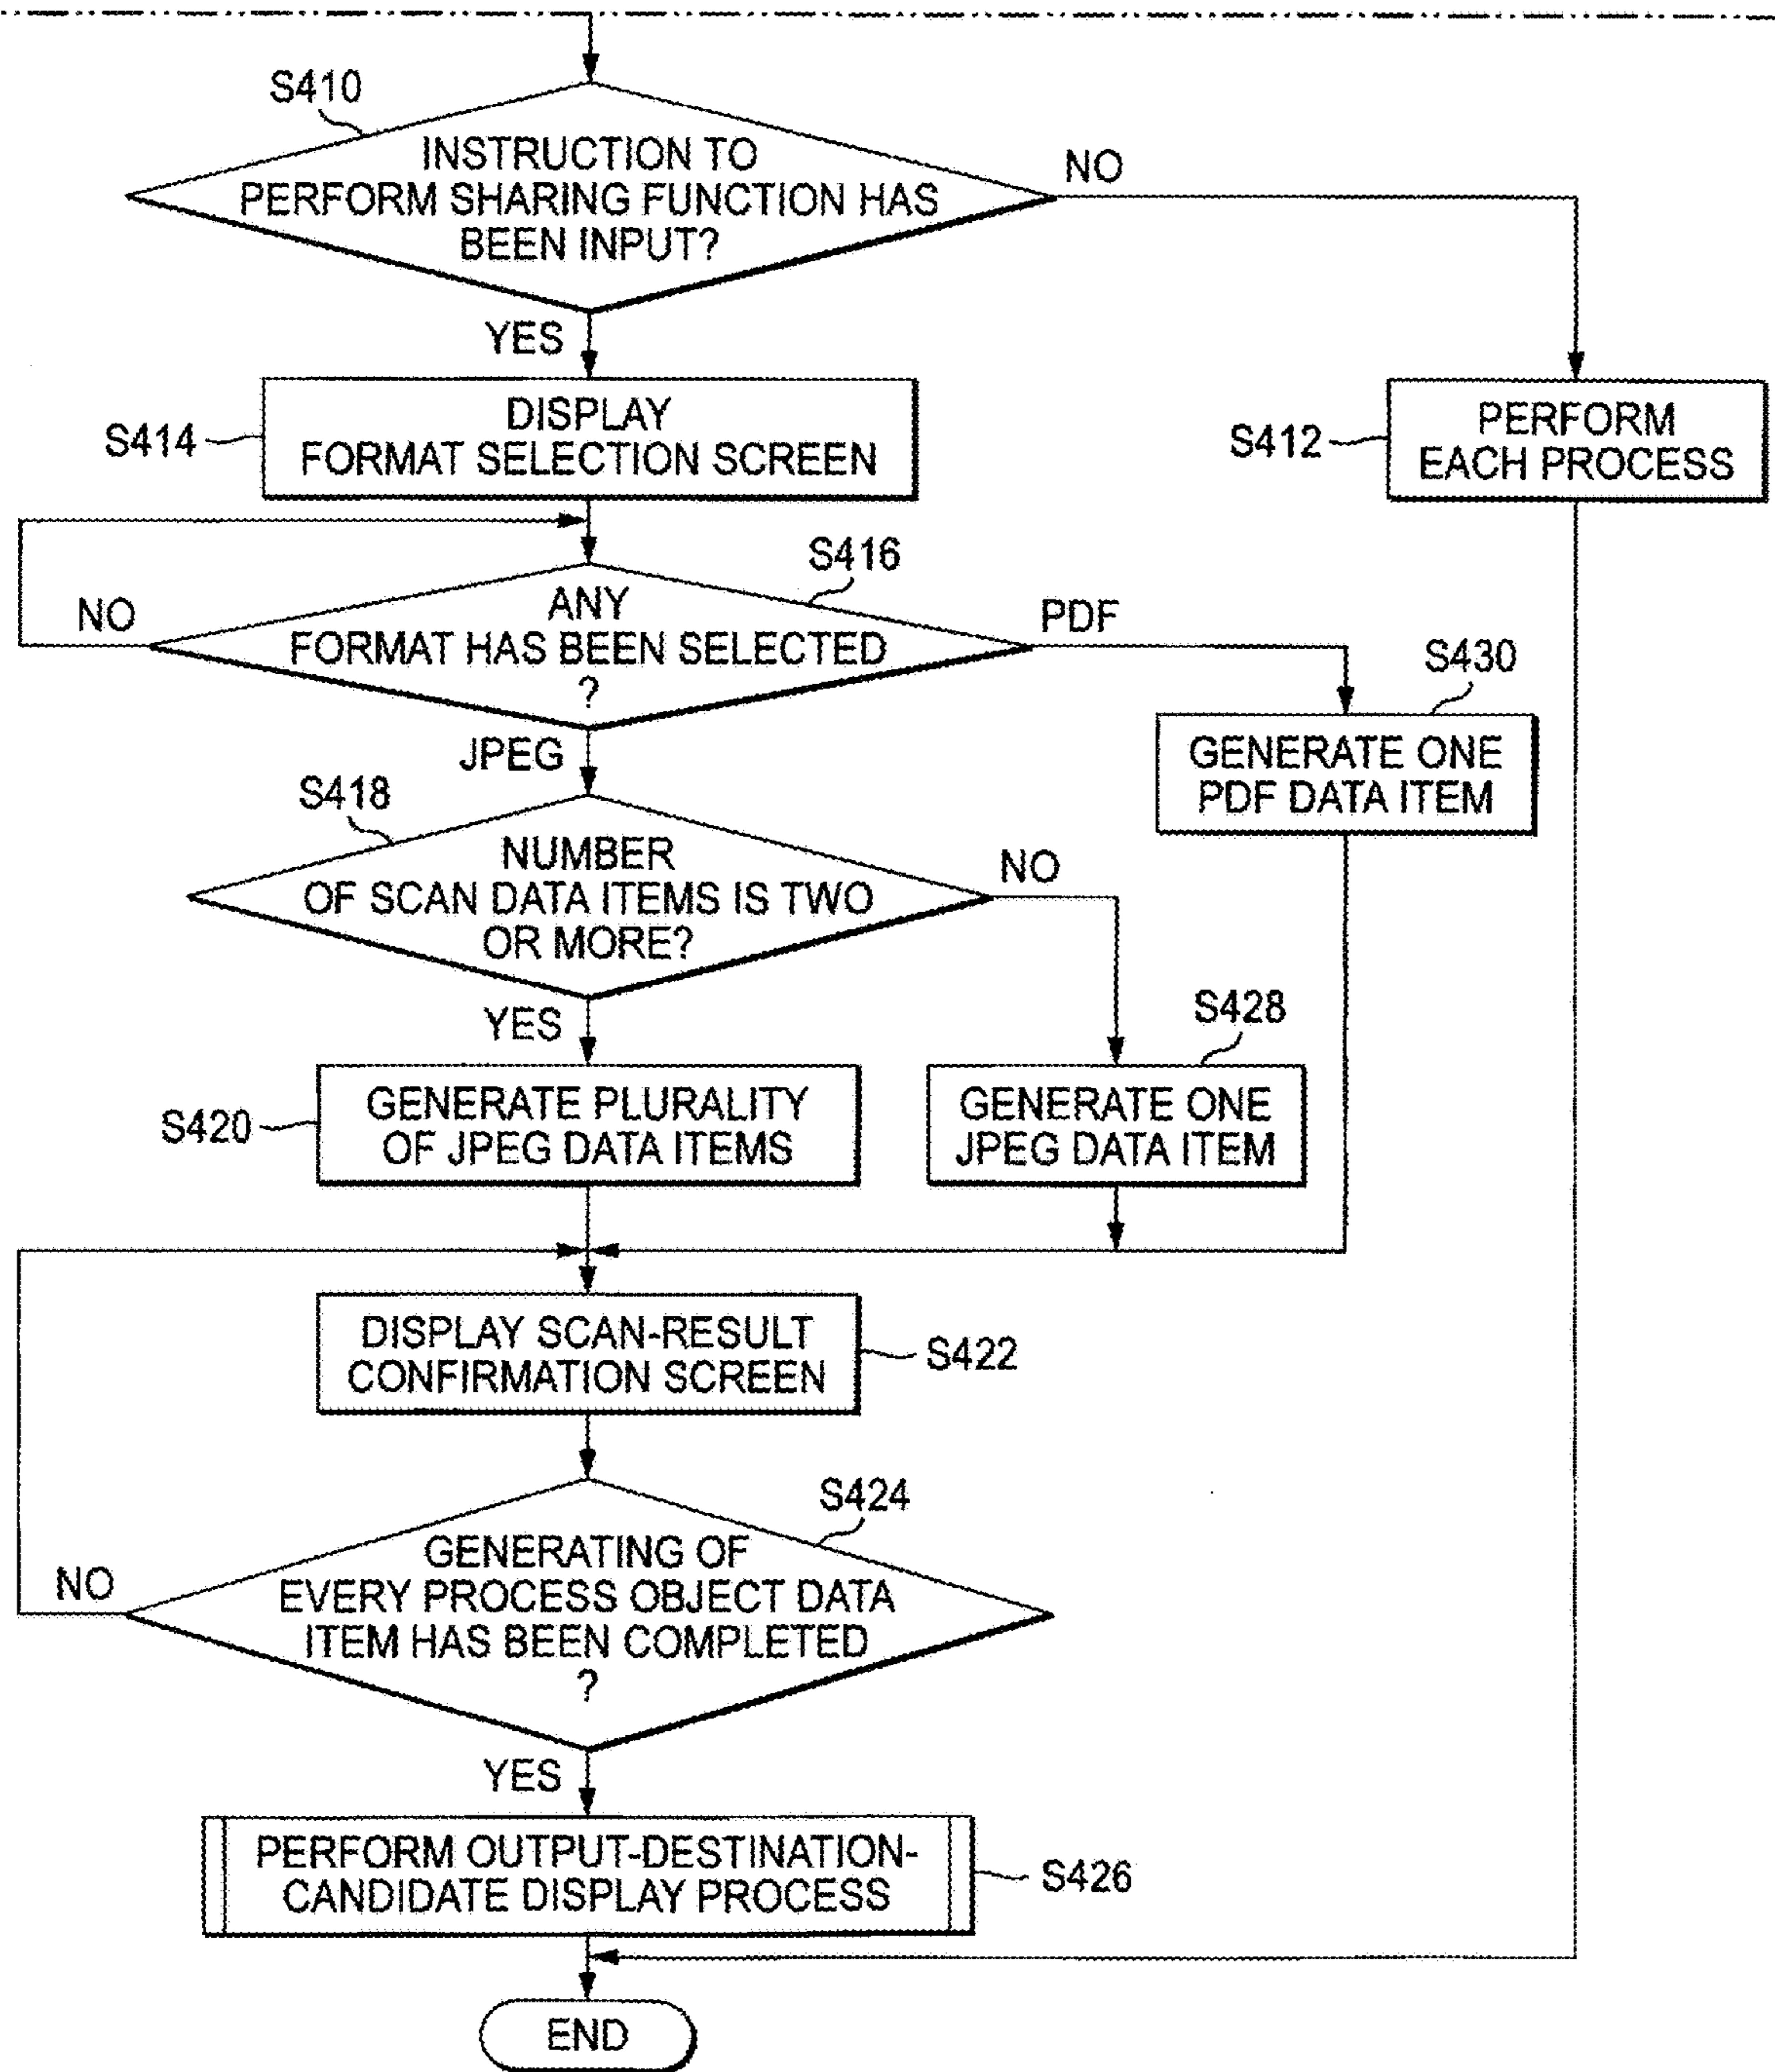 S410
INSTRUCTION TO
PERFORM SHARING FUNCTION HAS
BEEN INPUT?
NO
YES
S414
DISPLAY
FORMAT SELECTION SCREEN
S412
PERFORM
EACH PROCESS
S416
NO
ANY
FORMAT HAS BEEN SELECTED
?
PDF
S430
GENERATE ONE
PDF DATA ITEM
JPEG
S418
NUMBER
OF SCAN DATA ITEMS IS TWO
OR MORE?
NO
YES
S428
S420
GENERATE PLURALITY
OF JPEG DATA ITEMS
GENERATE ONE
JPEG DATA ITEM
DISPLAY SCAN-RESULT
CONFIRMATION SCREEN
S422
S424
GENERATING OF
EVERY PROCESS OBJECT DATA
ITEM HAS BEEN COMPLETED
?
NO
YES
PERFORM OUTPUT-DESTINATION-
CANDIDATE DISPLAY PROCESS
S426
END